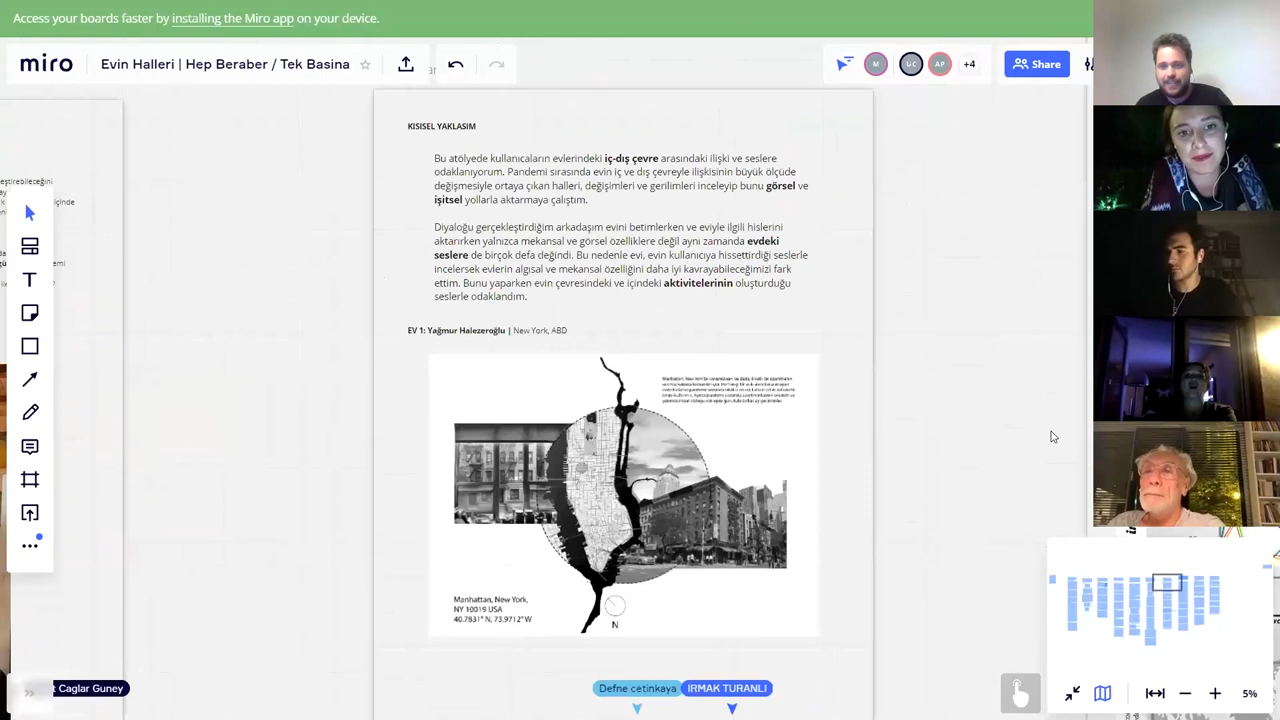 Access your boards faster by installing the Miro app on your device.
miro
Evin Halleri | Hep Beraber / Tek Basina
M
UC
AP
+4
Share
KISISEL YAKLASIM
Bu atölyede kullanıcaların evlerindeki iç-dış çevre arasındaki ilişki ve seslere
odaklanıyorum. Pandemi sırasında evin iç ve dış çevreyle ilişkisinin büyük ölçüde
değişmesiyle ortaya çıkan halleri, değişimleri ve gerilimleri inceleyip bunu görsel ve
işitsel yollarla aktarmaya çalıştım.
Diyaloğu gerçekleştirdiğim arkadaşım evini betimlerken ve eviyle ilgili hislerini
aktarırken yalnızca mekansal ve görsel özelliklere değil aynı zamanda evdeki
seslere de birçok defa değindi. Bu nedenle evi, evin kullanıcıya hissettirdiği seslerle
incelersek evlerin algısal ve mekansal özelliğini daha iyi kavrayabileceğimizi fark
ettim. Bunu yaparken evin çevresindeki ve içindeki aktivitelerinin oluşturduğu
seslerle odaklandım.
EV 1: Yağmur Halezeroğlu | New York, ABD
Manhattan, New York,
NY 10019 USA
40.7831° N, 73.9712° W
N
eştirebileceğini
içinde
emi
t Caglar Guney
Defne cetinkaya
IRMAK TURANLI
5%